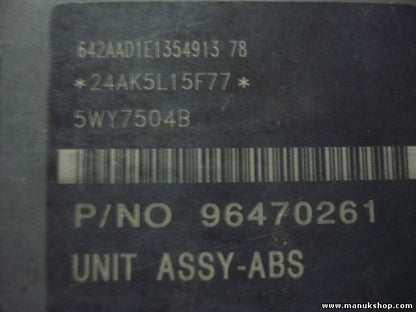 642AAD1E1354913 78
*24AK5L15F77*
5WY7504B
P/NO 96470261
UNIT ASSY-ABS
www.manukshop.com